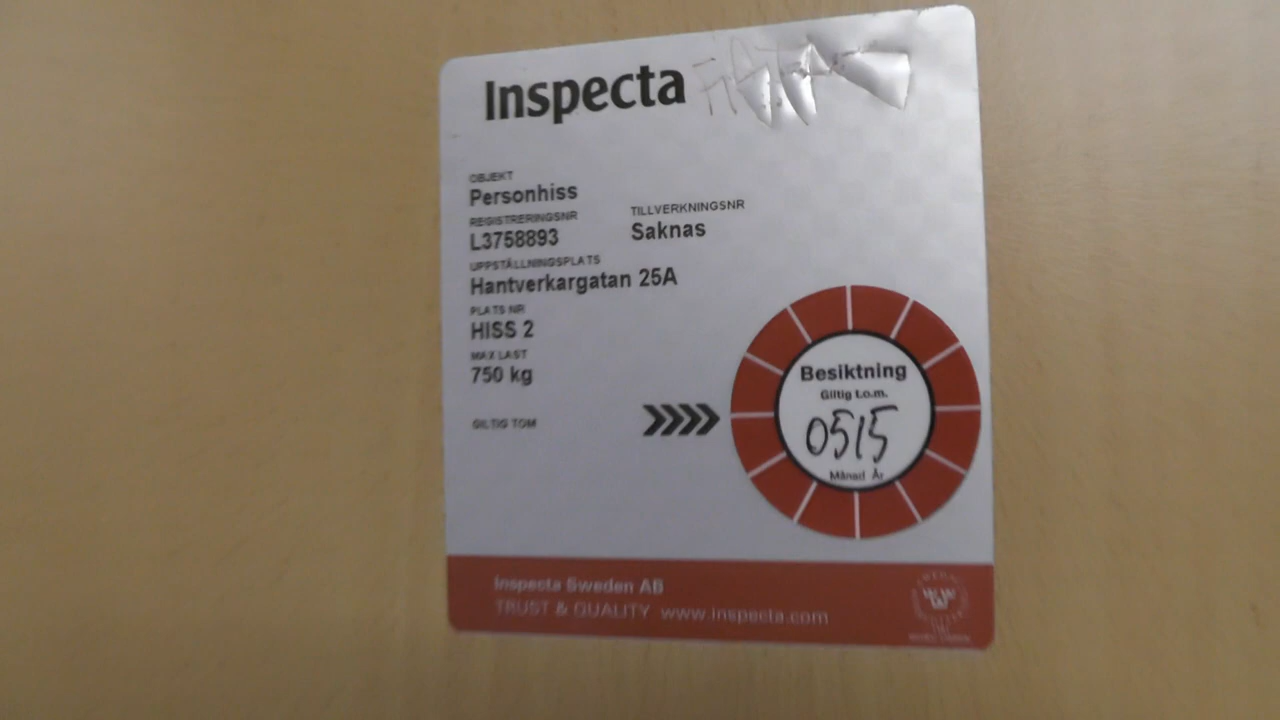 Inspecta
OBJEKT
Personhiss
REGISTRERINGSNR
L3758893
TILLVERKNINGSNR
Saknas
UPPSTÄLLNINGSPLATS
Hantverkargatan 25A
PLATS NR
HISS 2
MAX LAST
750 kg
GILTIG TOM
Besiktning
Giltig t.o.m.
0515
Månad År
Inspecta Sweden AB
TRUST & QUALITY www.inspecta.com